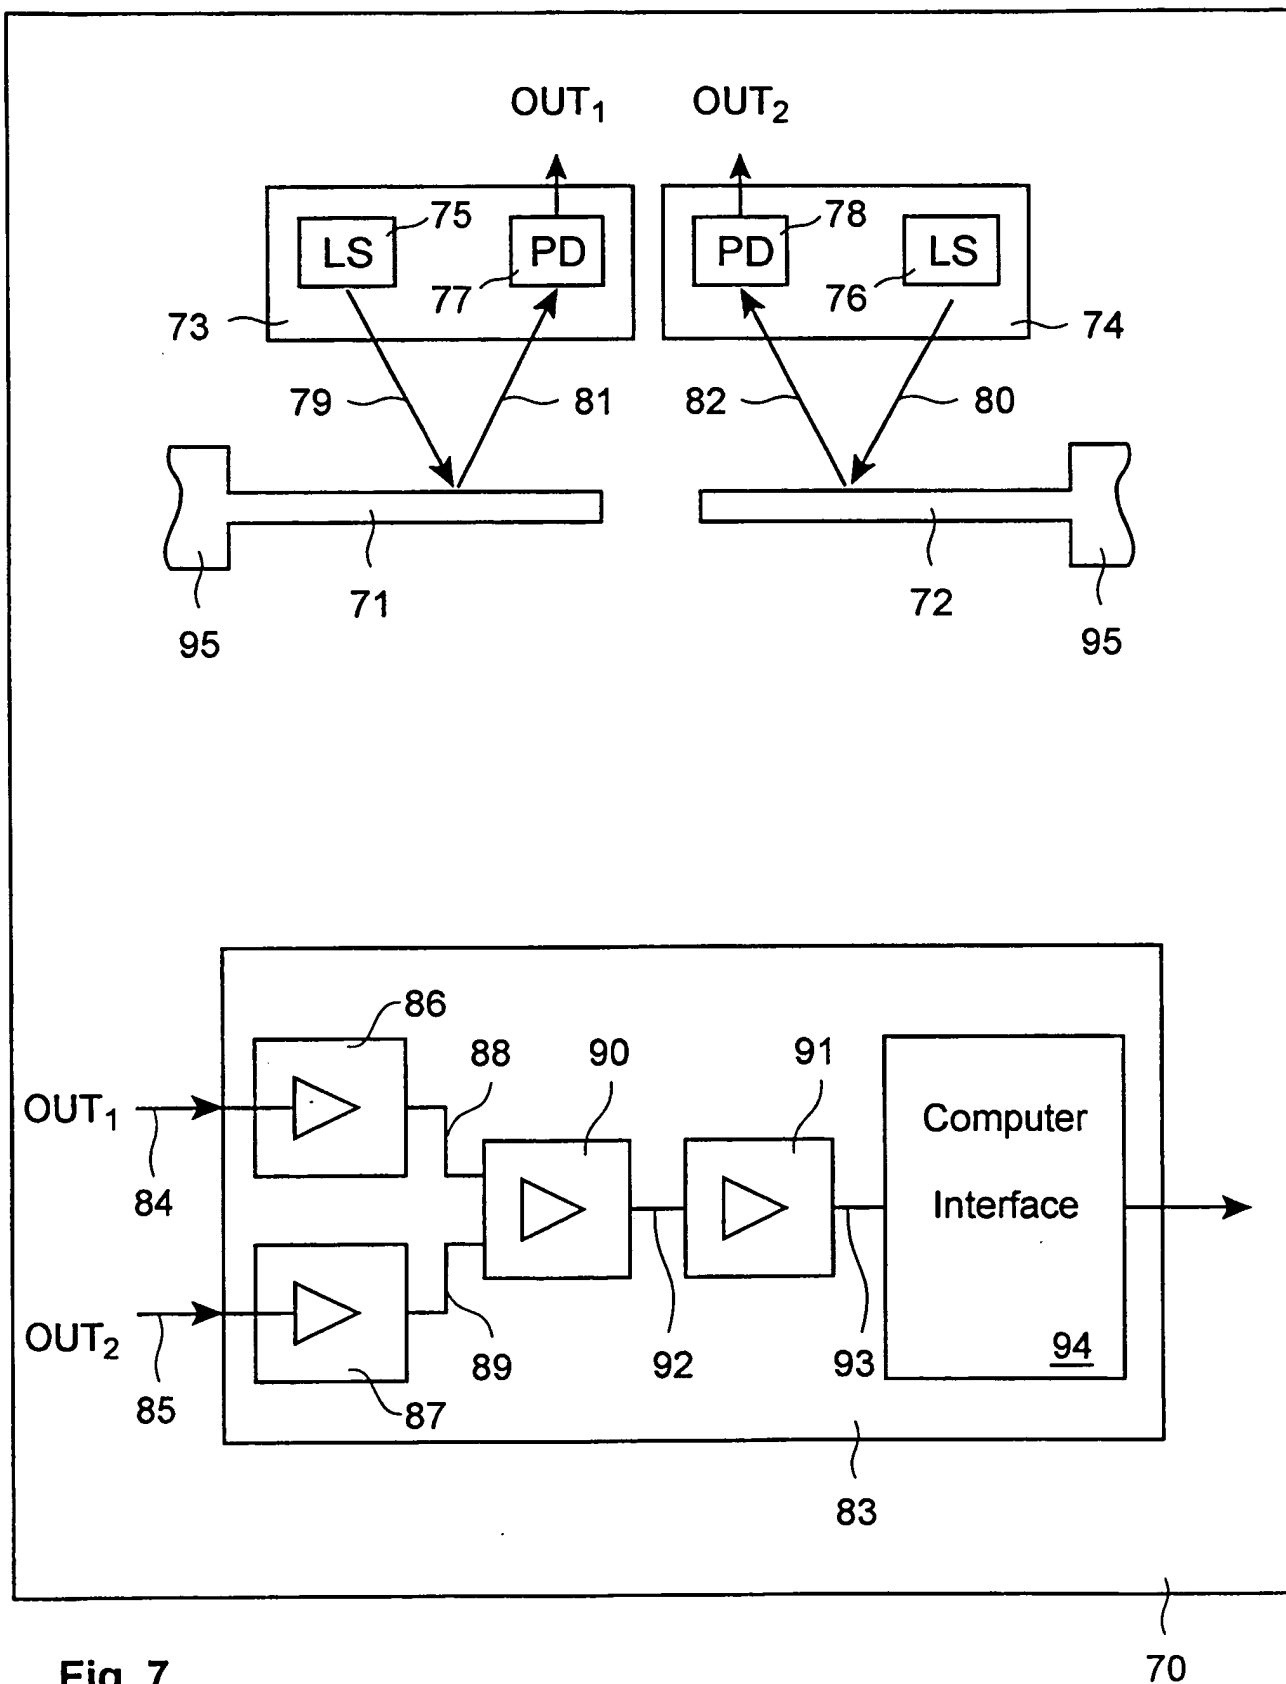 OUT1 OUT2
LS 75 PD 78 PD LS
77 76
73 74
79 81 82 80
71 72
95 95
86
88 90 91
OUT1 Computer
84 Interface
OUT2 89 92 93 94
85 87
83
70
Fig. 7